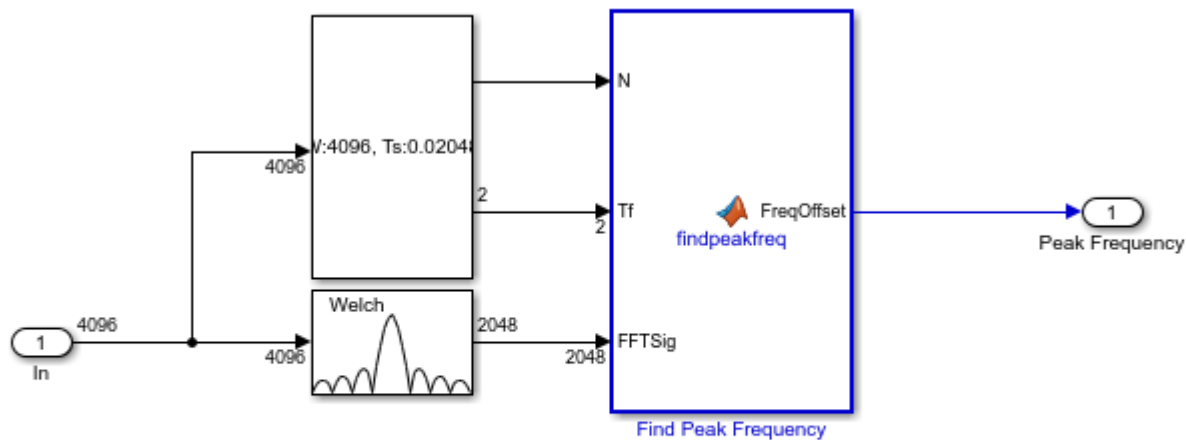 N
V:4096, Ts:0.02048
4096
2
Tf
2
FreqOffset
findpeakfreq
1
Peak Frequency
Welch
4096
2048
1
4096
2048
FFTSig
In
Find Peak Frequency